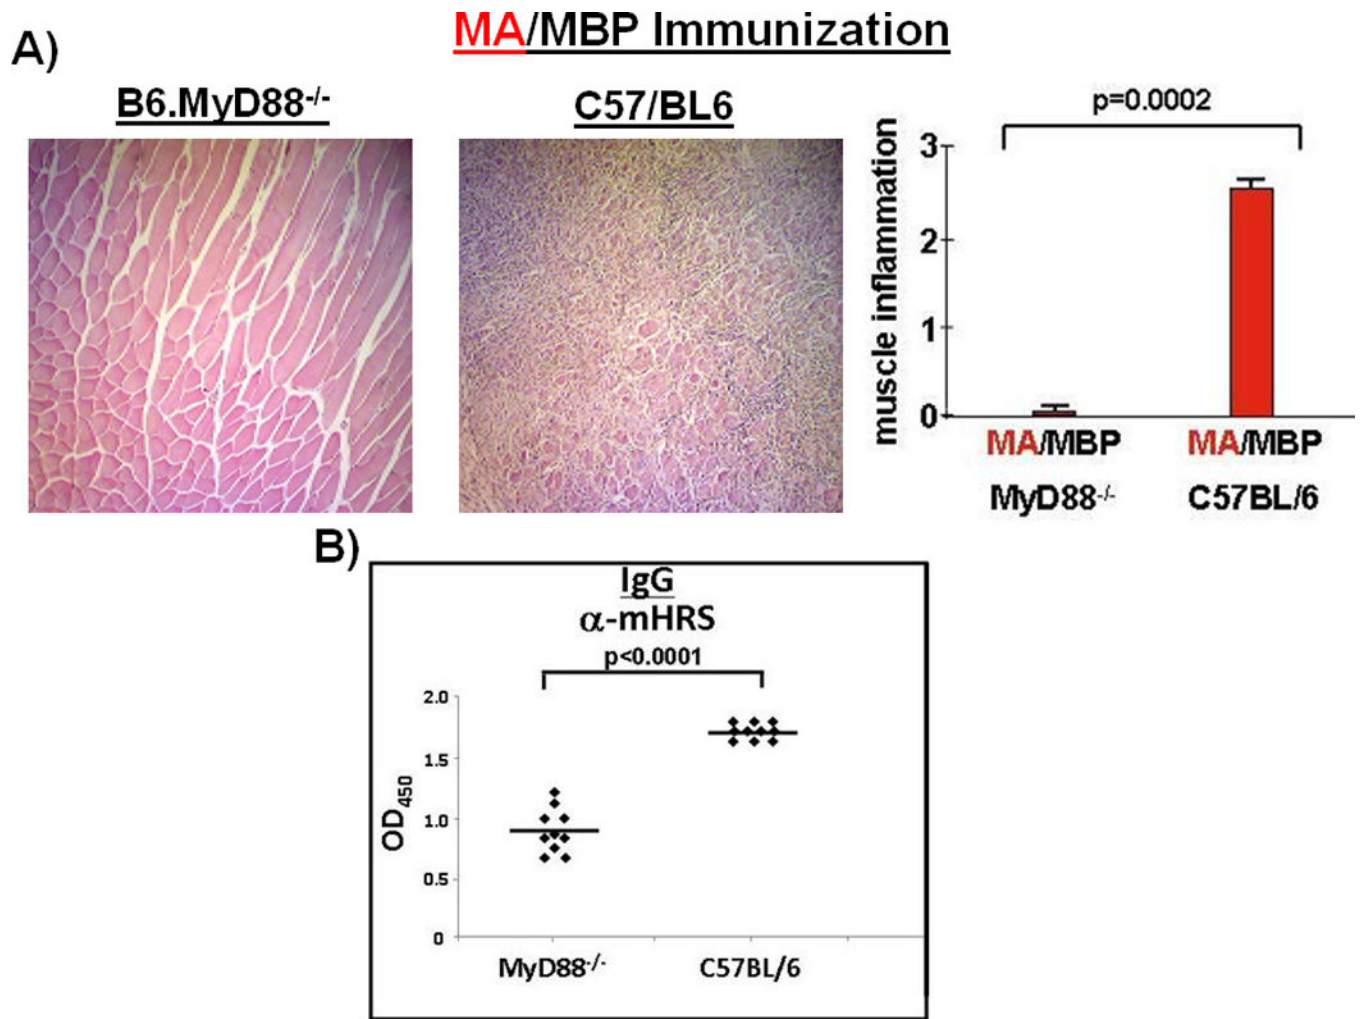 MA/MBP Immunization
A)
B6.MyD88-/-
C57/BL6
p=0.0002
muscle inflammation
3
2
1
0
MA/MBP
MA/MBP
MyD88-/-
C57BL/6
B)
IgG
α-mHRS
p<0.0001
OD450
2.0
1.5
1.0
0.5
0
MyD88-/-
C57BL/6